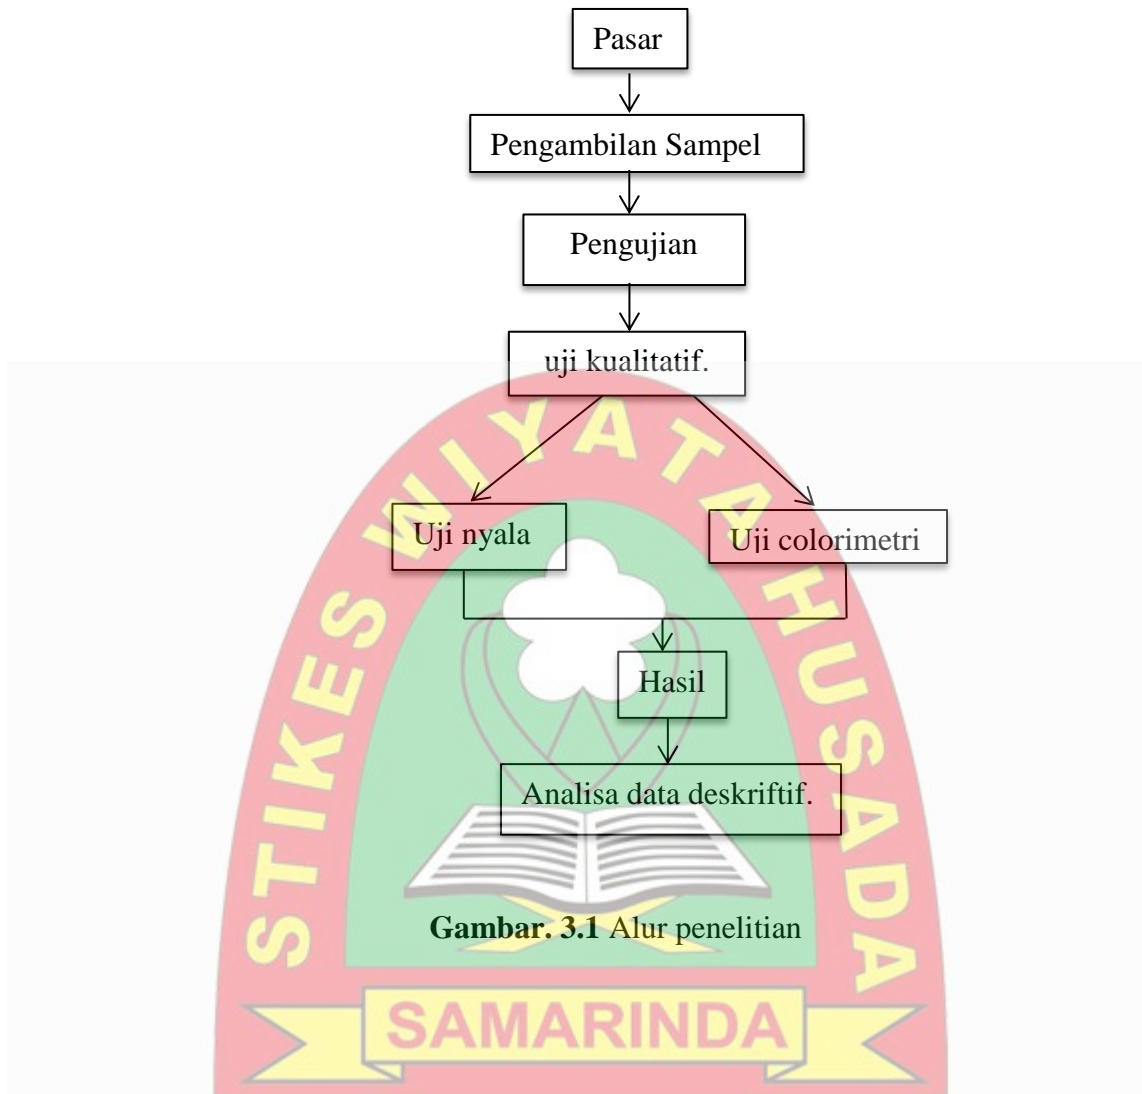 Pasar
Pengambilan Sampel
Pengujian
uji kualitatif.
Uji nyala
Uji colorimetri
Hasil
Analisa data deskriftif.
Gambar. 3.1 Alur penelitian
STIKES WIYATA HUSADA
SAMARINDA